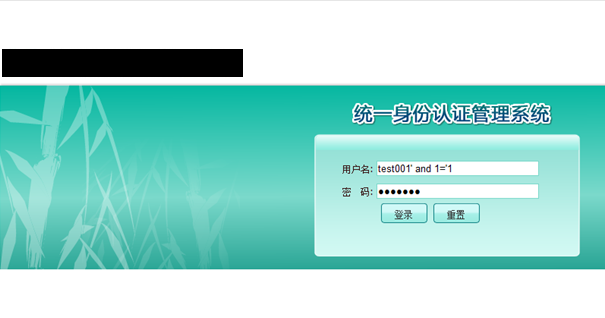 统一身份认证管理系统
用户名: test001' and 1='1
密 码: ●●●●●●●
登录 重置